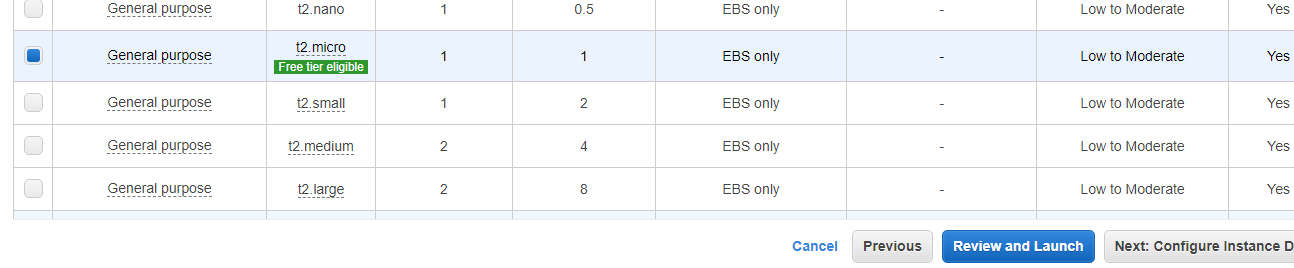 General purpose t2.nano 1 0.5 EBS only - Low to Moderate Yes
General purpose t2.micro 1 1 EBS only - Low to Moderate Yes
Free tier eligible
General purpose t2.small 1 2 EBS only - Low to Moderate Yes
General purpose t2.medium 2 4 EBS only - Low to Moderate Yes
General purpose t2.large 2 8 EBS only - Low to Moderate Yes
Cancel Previous Review and Launch Next: Configure Instance D